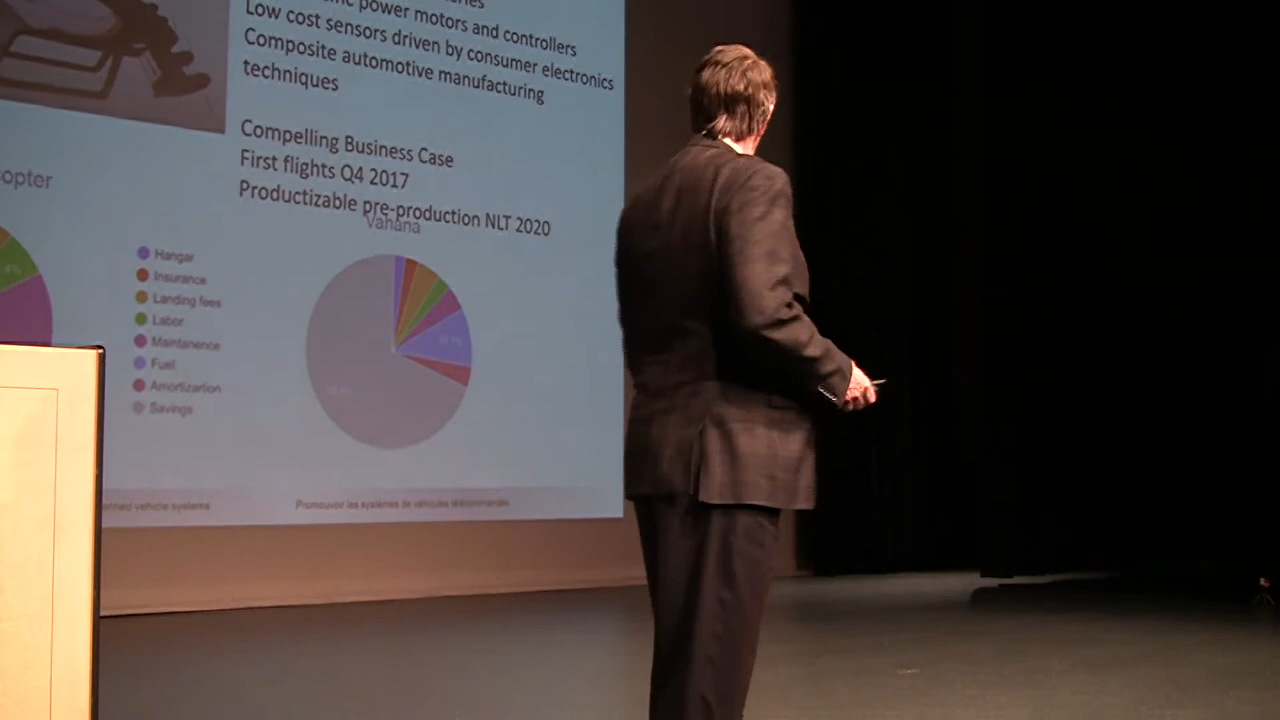 power motors and controllers
Low cost sensors driven by consumer electronics
Composite automotive manufacturing
techniques
Compelling Business Case
First flights Q4 2017
Productizable pre-production NLT 2020
opter
Vahana
Hangar
Insurance
Landing fees
Labor
Maintanence
Fuel
Amortization
Savings
vehicle systems
Promouvoir les systèmes de véhicules télécommandés